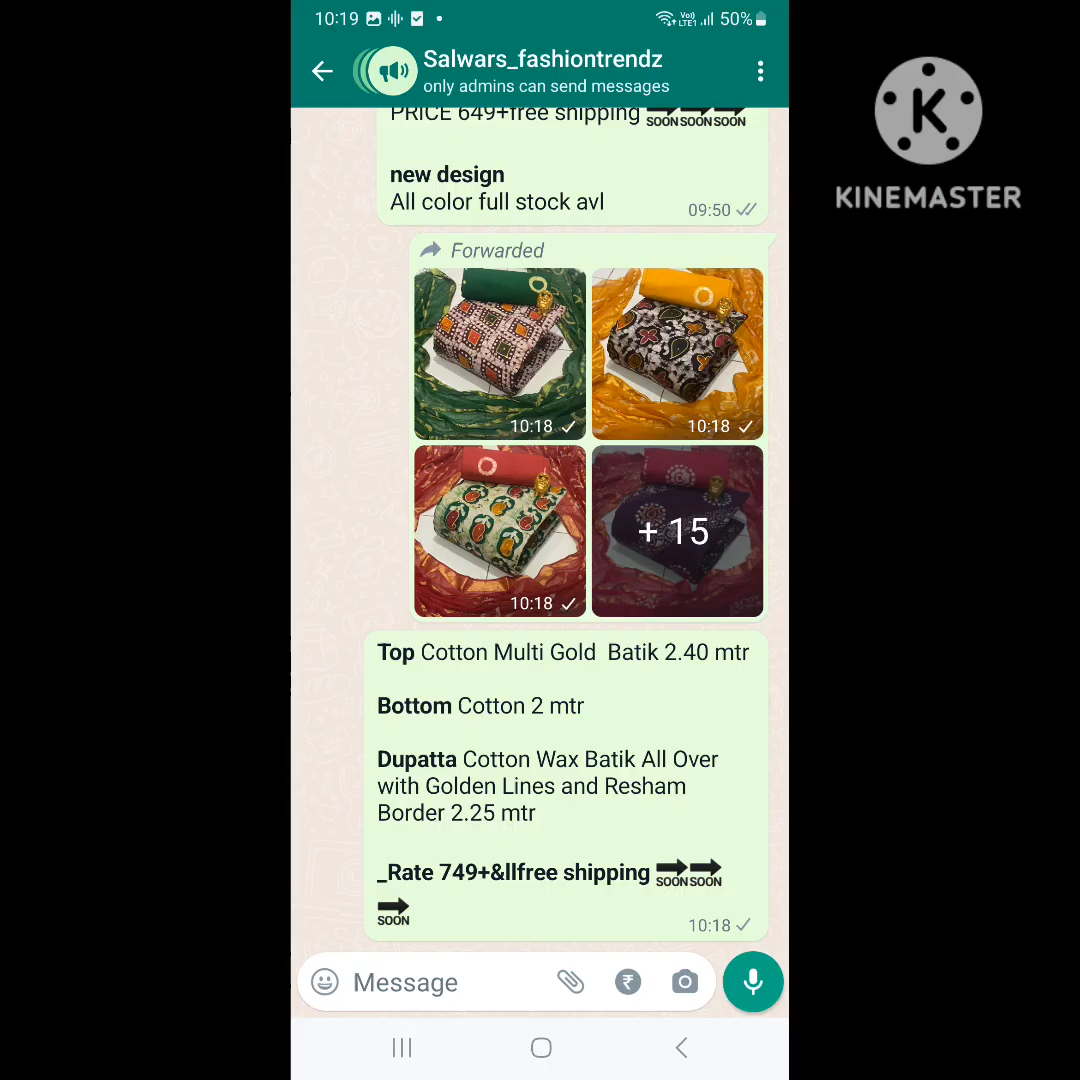 10:19
Vo))
LTE1
50%
Salwars_fashiontrendz
only admins can send messages
PRICE 649+free shipping SOON SOON SOON
new design
All color full stock avl
09:50
Forwarded
10:18
10:18
10:18
+ 15
Top Cotton Multi Gold  Batik 2.40 mtr
Bottom Cotton 2 mtr
Dupatta Cotton Wax Batik All Over
with Golden Lines and Resham
Border 2.25 mtr
_Rate 749+&llfree shipping SOON SOON
SOON
10:18
Message
₹
K
KINEMASTER